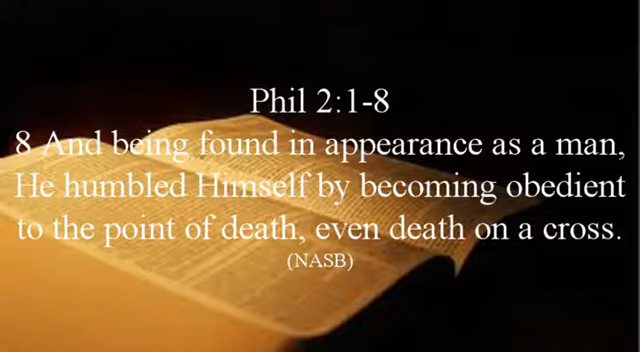 Phil 2:1-8
8 And being found in appearance as a man,
He humbled Himself by becoming obedient
to the point of death, even death on a cross.
(NASB)